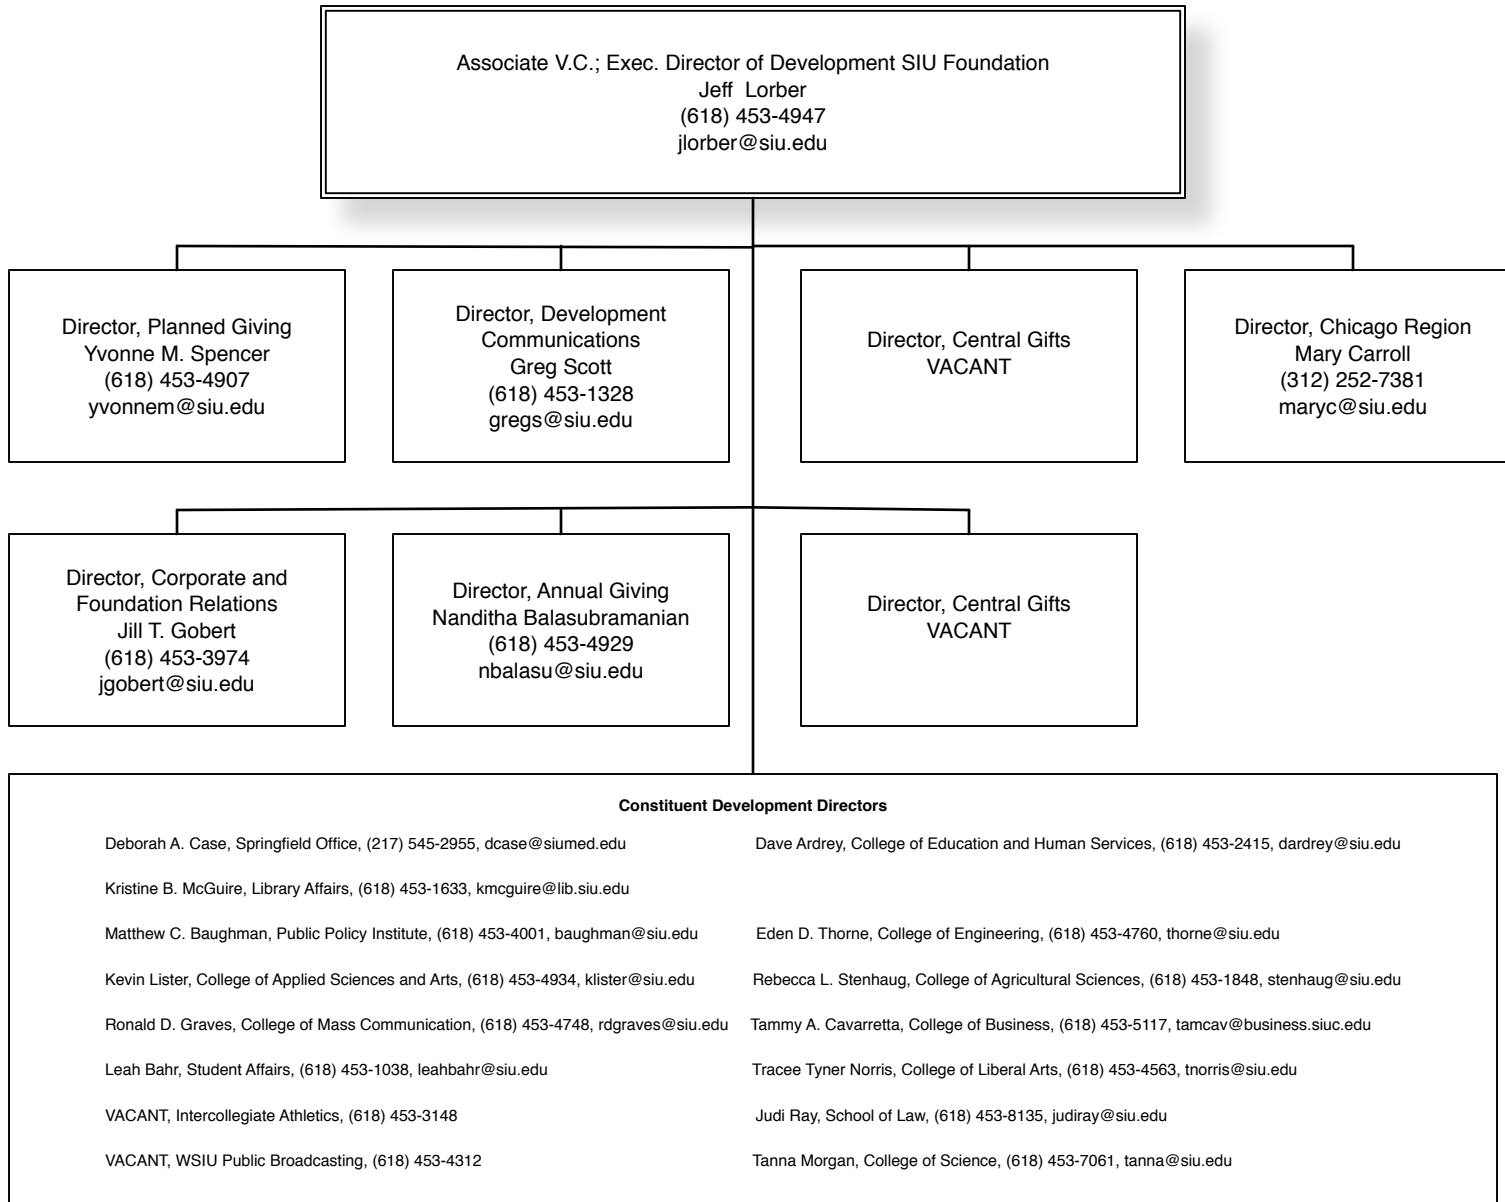 Associate V.C.; Exec. Director of Development SIU Foundation
Jeff Lorber
(618) 453-4947
jlorber@siu.edu
Director, Planned Giving
Yvonne M. Spencer
(618) 453-4907
yvonnem@siu.edu
Director, Development
Communications
Greg Scott
(618) 453-1328
gregs@siu.edu
Director, Central Gifts
VACANT
Director, Chicago Region
Mary Carroll
(312) 252-7381
maryc@siu.edu
Director, Corporate and
Foundation Relations
Jill T. Gobert
(618) 453-3974
jgobert@siu.edu
Director, Annual Giving
Nanditha Balasubramanian
(618) 453-4929
nbalasu@siu.edu
Director, Central Gifts
VACANT
Constituent Development Directors
Deborah A. Case, Springfield Office, (217) 545-2955, dcase@siumed.edu
Dave Ardrey, College of Education and Human Services, (618) 453-2415, dardrey@siu.edu
Kristine B. McGuire, Library Affairs, (618) 453-1633, kmcguire@lib.siu.edu
Matthew C. Baughman, Public Policy Institute, (618) 453-4001, baughman@siu.edu
Eden D. Thorne, College of Engineering, (618) 453-4760, thorne@siu.edu
Kevin Lister, College of Applied Sciences and Arts, (618) 453-4934, klister@siu.edu
Rebecca L. Stenhaug, College of Agricultural Sciences, (618) 453-1848, stenhaug@siu.edu
Ronald D. Graves, College of Mass Communication, (618) 453-4748, rdgraves@siu.edu
Tammy A. Cavarretta, College of Business, (618) 453-5117, tamcav@business.siuc.edu
Leah Bahr, Student Affairs, (618) 453-1038, leahbahr@siu.edu
Tracee Tyner Norris, College of Liberal Arts, (618) 453-4563, tnorris@siu.edu
VACANT, Intercollegiate Athletics, (618) 453-3148
Judi Ray, School of Law, (618) 453-8135, judiray@siu.edu
VACANT, WSIU Public Broadcasting, (618) 453-4312
Tanna Morgan, College of Science, (618) 453-7061, tanna@siu.edu